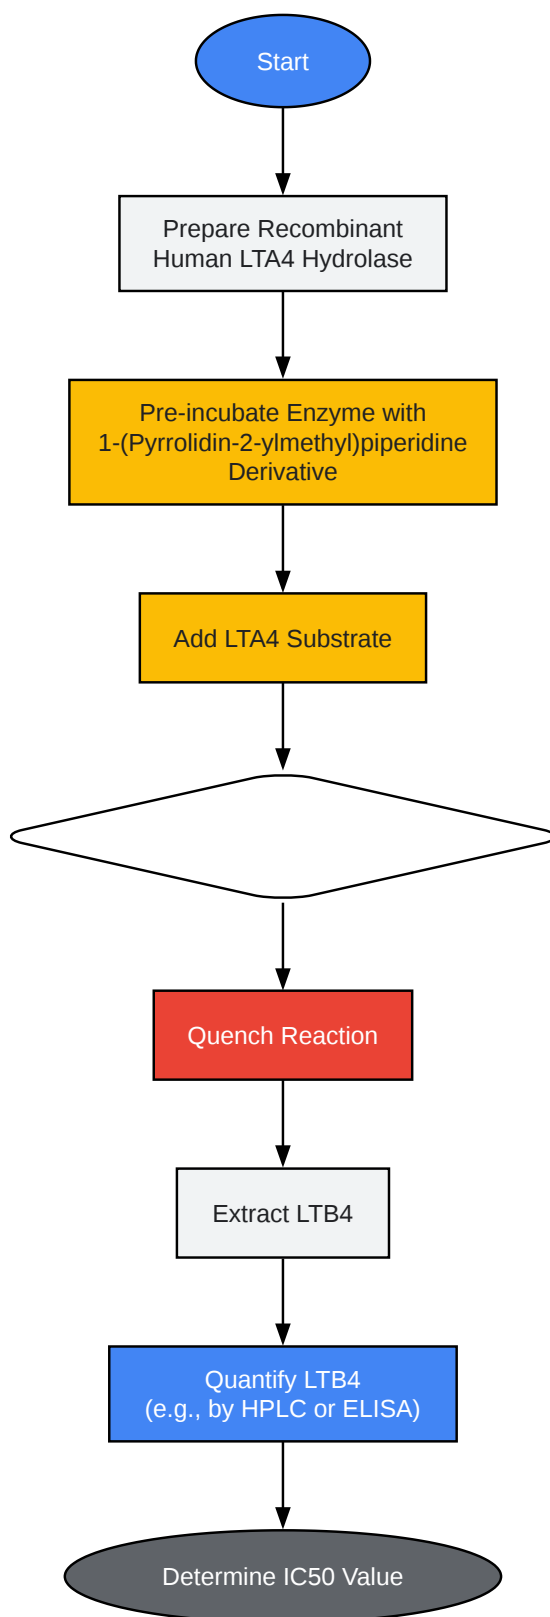 Start
Prepare Recombinant
Human LTA4 Hydrolase
Pre-incubate Enzyme with
1-(Pyrrolidin-2-ylmethyl)piperidine
Derivative
Add LTA4 Substrate
Quench Reaction
Extract LTB4
Quantify LTB4
(e.g., by HPLC or ELISA)
Determine IC50 Value